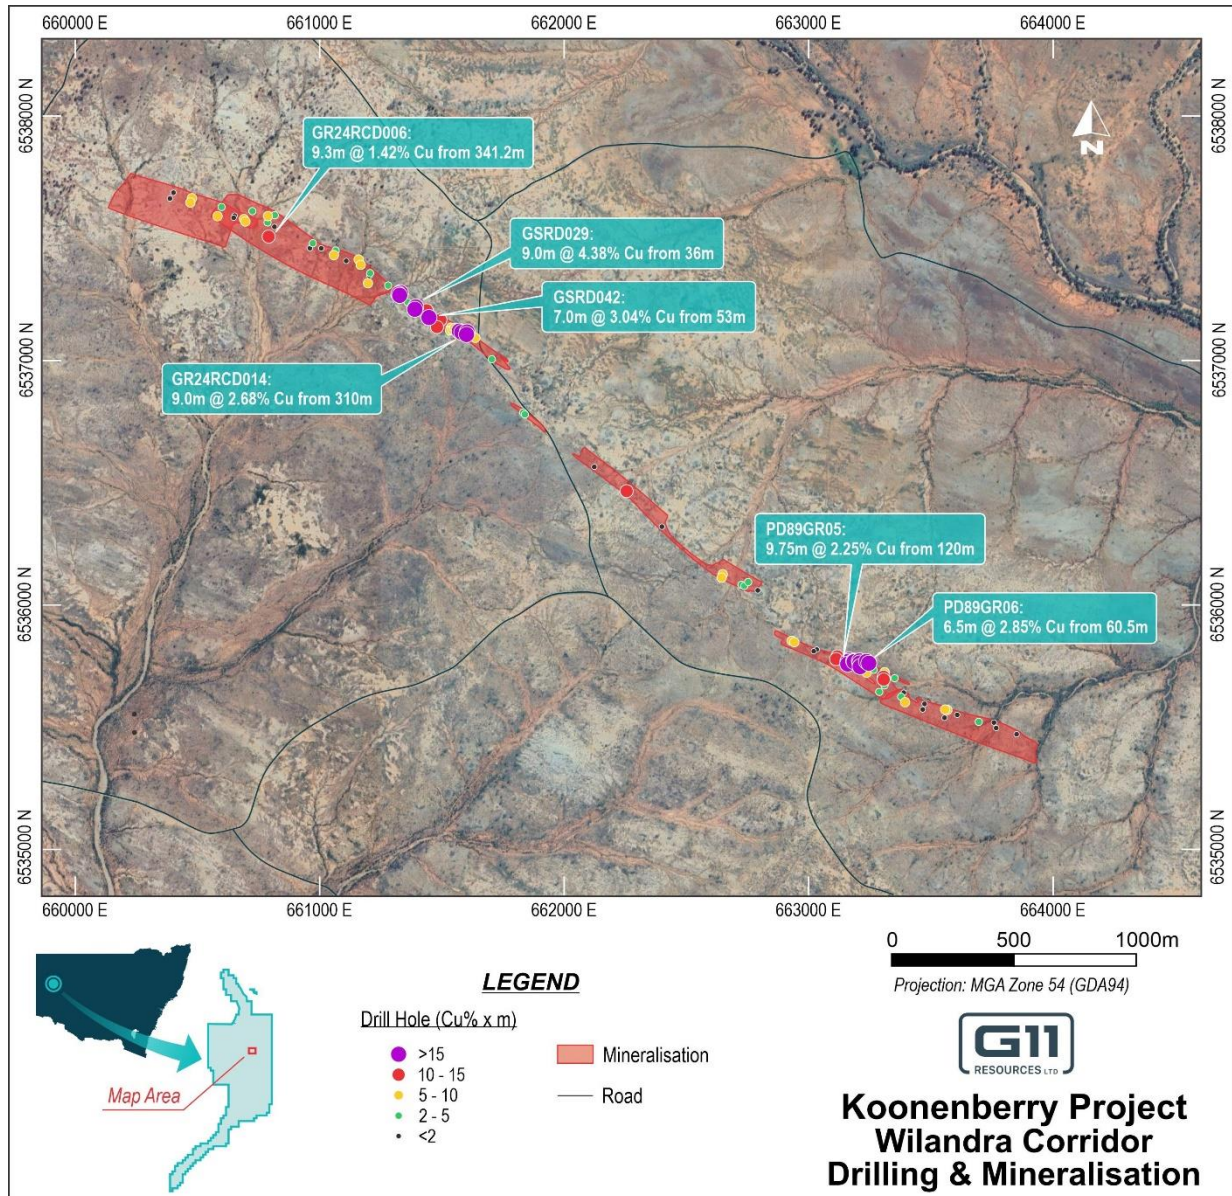 660000 E
661000 E
662000 E
663000 E
664000 E
6538000 N
6538000 N
GR24RCD006:
9.3m @ 1.42% Cu from 341.2m
N
GSRD029:
9.0m @ 4.38% Cu from 36m
GSRD042:
7.0m @ 3.04% Cu from 53m
6537000 N
6537000 N
GR24RCD014:
9.0m @ 2.68% Cu from 310m
PD89GR05:
9.75m @ 2.25% Cu from 120m
6536000 N
6536000 N
PD89GR06:
6.5m @ 2.85% Cu from 60.5m
6535000 N
6535000 N
660000 E
661000 E
662000 E
663000 E
664000 E
0 500 1000m
Projection: MGA Zone 54 (GDA94)
LEGEND
Drill Hole (Cu% x m)
>15
10 - 15
5 - 10
2 - 5
<2
Mineralisation
Road
Map Area
G11
RESOURCES LTD
Koonenberry Project
Wilandra Corridor
Drilling & Mineralisation